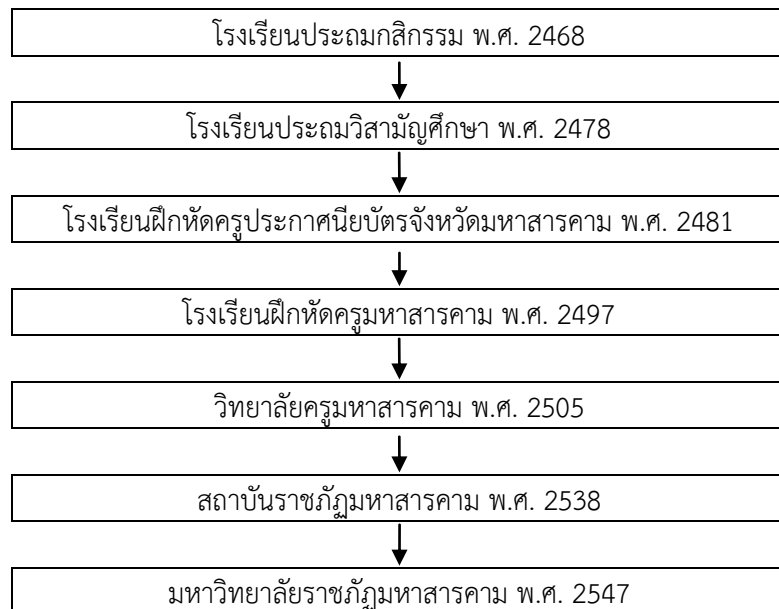 โรงเรียนประถมกสิกรรม พ.ศ. 2468
โรงเรียนประถมวิสามัญศึกษา พ.ศ. 2478
โรงเรียนฝึกหัดครูประกาศนียบัตรจังหวัดมหาสารคาม พ.ศ. 2481
โรงเรียนฝึกหัดครูมหาสารคาม พ.ศ. 2497
วิทยาลัยครูมหาสารคาม พ.ศ. 2505
สถาบันราชภัฏมหาสารคาม พ.ศ. 2538
มหาวิทยาลัยราชภัฏมหาสารคาม พ.ศ. 2547